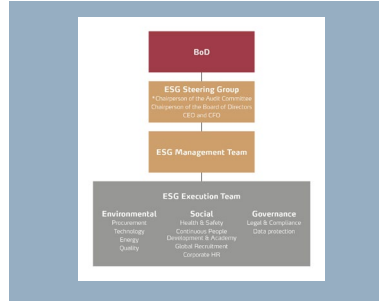 BoD
ESG Steering Group
*Chairperson of the Audit Committee
Chairperson of the Board of Directors
CEO and CFO
ESG Management Team
ESG Execution Team
Environmental
Procurement
Technology
Energy
Quality
Social
Health & Safety
Continuous People
Development & Academy
Global Recruitment
Corporate HR
Governance
Legal & Compliance
Data protection